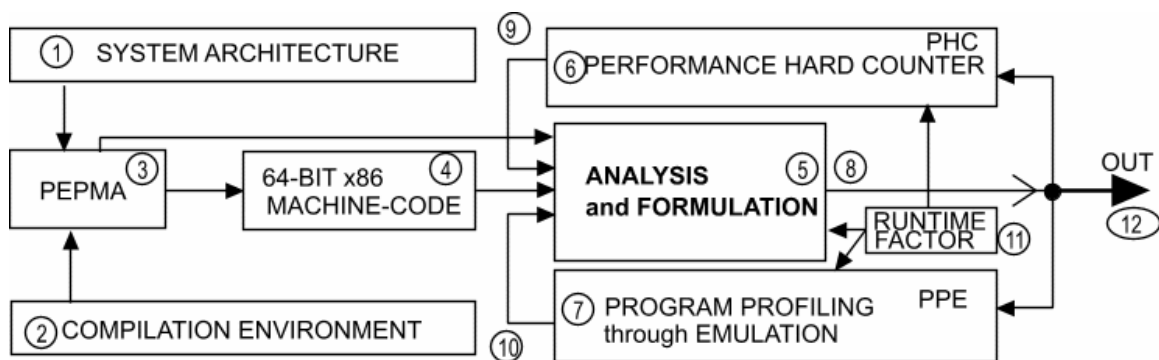 1 SYSTEM ARCHITECTURE
9
PHC
6 PERFORMANCE HARD COUNTER
3
PEPMA
4
64-BIT x86
MACHINE-CODE
5
ANALYSIS
and FORMULATION
8
OUT
12
RUNTIME
FACTOR
11
2 COMPILATION ENVIRONMENT
10
7 PROGRAM PROFILING
through EMULATION
PPE